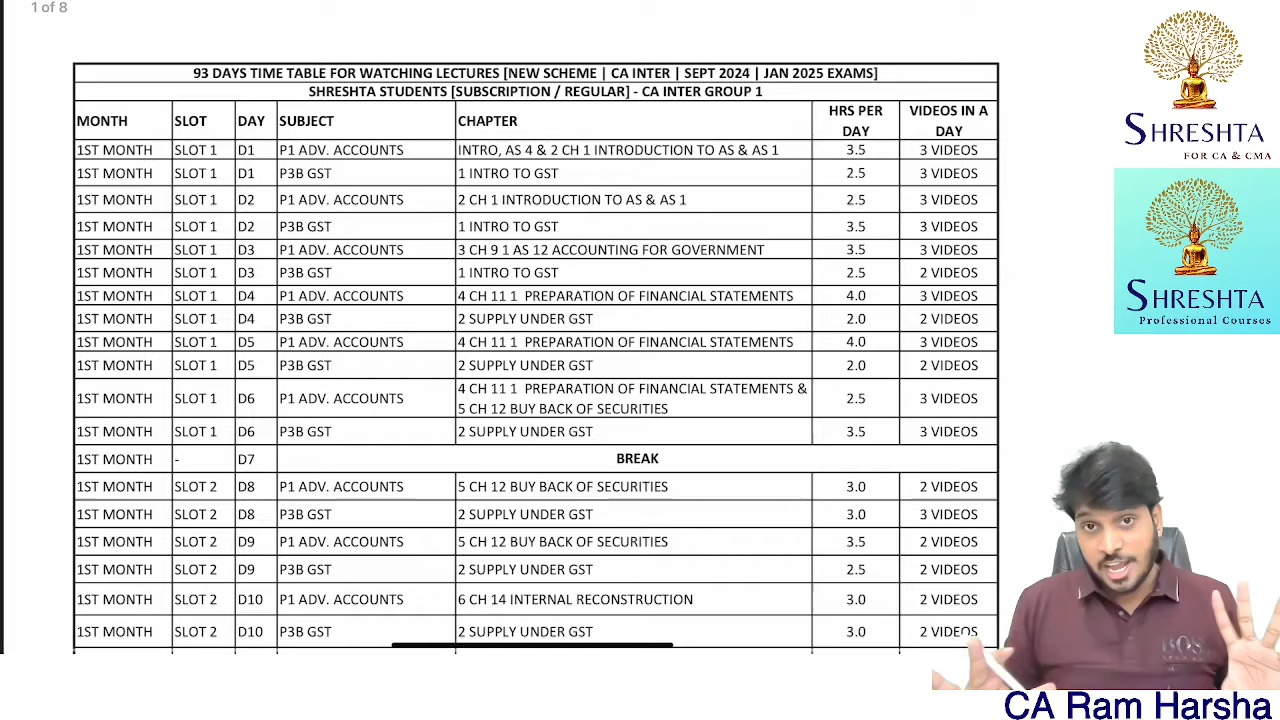 1 of 8
93 DAYS TIME TABLE FOR WATCHING LECTURES [NEW SCHEME | CA INTER | SEPT 2024 | JAN 2025 EXAMS]
SHRESHTA STUDENTS [SUBSCRIPTION / REGULAR] - CA INTER GROUP 1
MONTH SLOT DAY SUBJECT CHAPTER HRS PER DAY VIDEOS IN A DAY
1ST MONTH SLOT 1 D1 P1 ADV. ACCOUNTS INTRO, AS 4 & 2 CH 1 INTRODUCTION TO AS & AS 1 3.5 3 VIDEOS
1ST MONTH SLOT 1 D1 P3B GST 1 INTRO TO GST 2.5 3 VIDEOS
1ST MONTH SLOT 1 D2 P1 ADV. ACCOUNTS 2 CH 1 INTRODUCTION TO AS & AS 1 2.5 3 VIDEOS
1ST MONTH SLOT 1 D2 P3B GST 1 INTRO TO GST 3.5 3 VIDEOS
1ST MONTH SLOT 1 D3 P1 ADV. ACCOUNTS 3 CH 9 1 AS 12 ACCOUNTING FOR GOVERNMENT 3.5 3 VIDEOS
1ST MONTH SLOT 1 D3 P3B GST 1 INTRO TO GST 2.5 2 VIDEOS
1ST MONTH SLOT 1 D4 P1 ADV. ACCOUNTS 4 CH 11 1 PREPARATION OF FINANCIAL STATEMENTS 4.0 3 VIDEOS
1ST MONTH SLOT 1 D4 P3B GST 2 SUPPLY UNDER GST 2.0 2 VIDEOS
1ST MONTH SLOT 1 D5 P1 ADV. ACCOUNTS 4 CH 11 1 PREPARATION OF FINANCIAL STATEMENTS 4.0 3 VIDEOS
1ST MONTH SLOT 1 D5 P3B GST 2 SUPPLY UNDER GST 2.0 2 VIDEOS
1ST MONTH SLOT 1 D6 P1 ADV. ACCOUNTS 4 CH 11 1 PREPARATION OF FINANCIAL STATEMENTS & 5 CH 12 BUY BACK OF SECURITIES 2.5 3 VIDEOS
1ST MONTH SLOT 1 D6 P3B GST 2 SUPPLY UNDER GST 3.5 3 VIDEOS
1ST MONTH - D7 BREAK
1ST MONTH SLOT 2 D8 P1 ADV. ACCOUNTS 5 CH 12 BUY BACK OF SECURITIES 3.0 2 VIDEOS
1ST MONTH SLOT 2 D8 P3B GST 2 SUPPLY UNDER GST 3.0 3 VIDEOS
1ST MONTH SLOT 2 D9 P1 ADV. ACCOUNTS 5 CH 12 BUY BACK OF SECURITIES 3.5 2 VIDEOS
1ST MONTH SLOT 2 D9 P3B GST 2 SUPPLY UNDER GST 2.5 2 VIDEOS
1ST MONTH SLOT 2 D10 P1 ADV. ACCOUNTS 6 CH 14 INTERNAL RECONSTRUCTION 3.0 2 VIDEOS
1ST MONTH SLOT 2 D10 P3B GST 2 SUPPLY UNDER GST 3.0 2 VIDEOS
SHRESHTA
FOR CA & CMA
SHRESHTA
Professional Courses
CA Ram Harsha